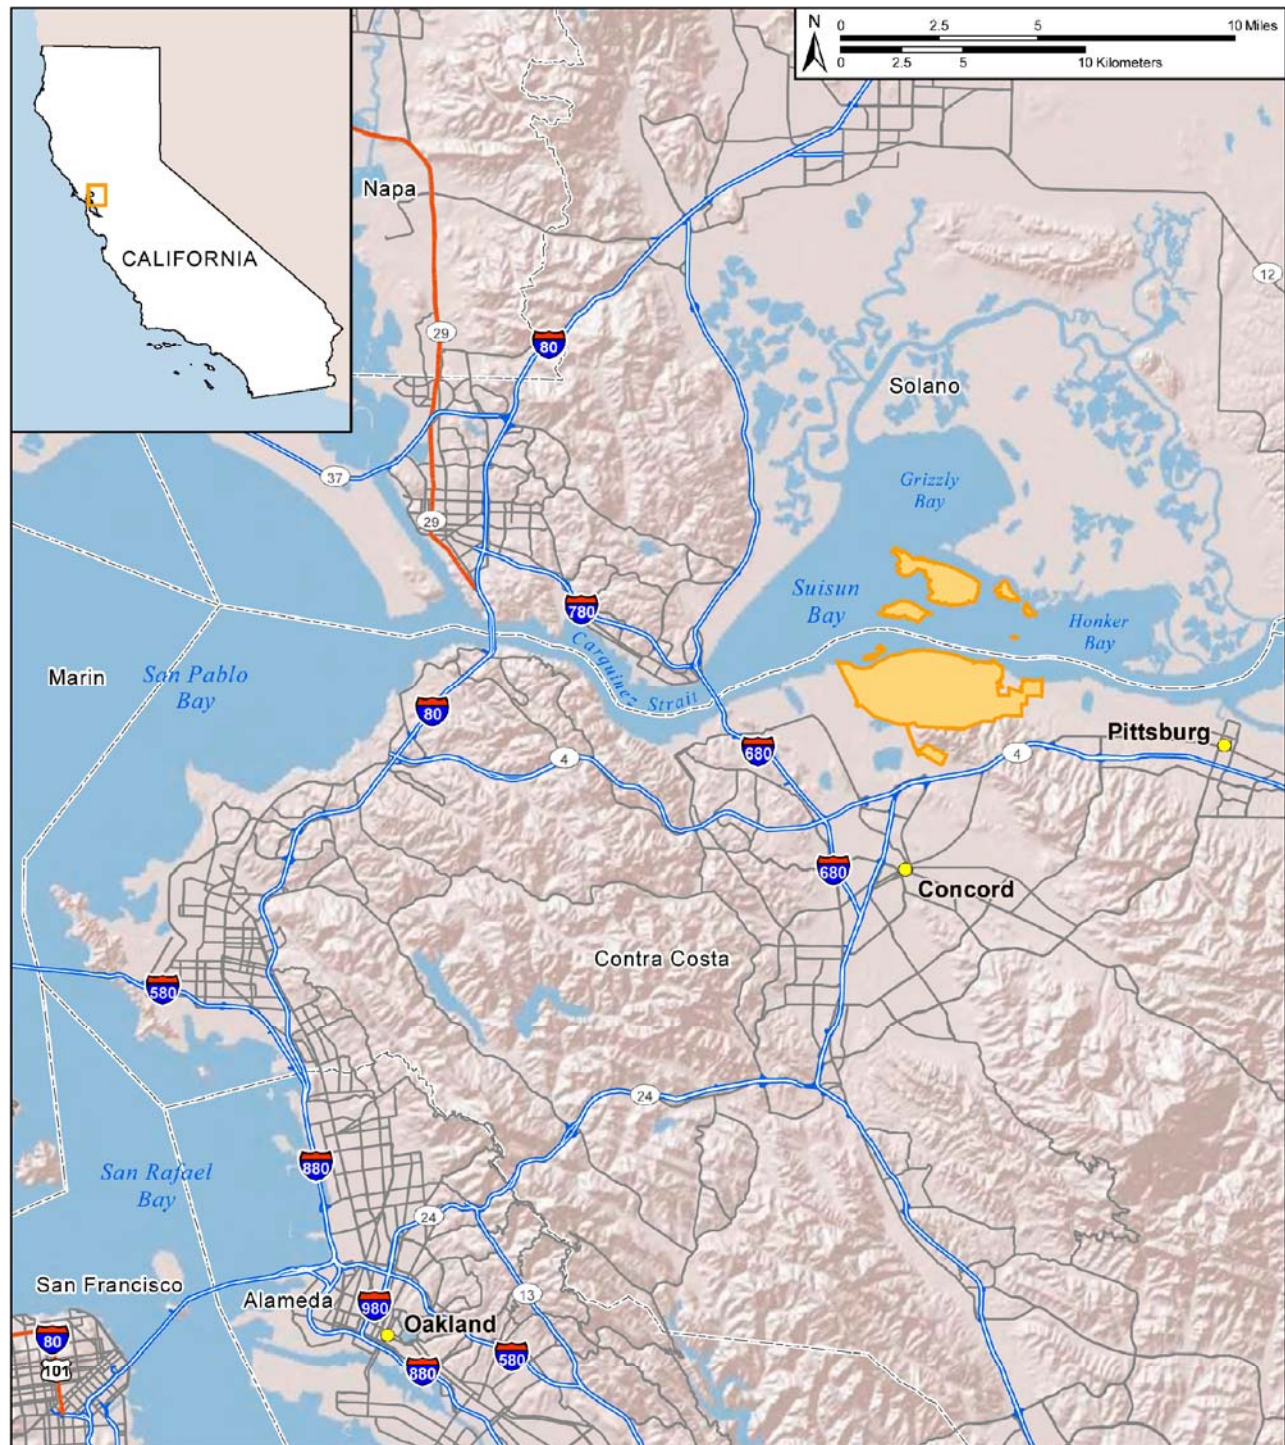 N
0 2.5 5 10 Miles
0 2.5 5 10 Kilometers
CALIFORNIA
Napa
12
29
80
Solano
37
29
Grizzly
Bay
Suisun
Bay
780
Honker
Bay
Carquinez Strait
Marin
San Pablo
Bay
80
Pittsburg
680
4
4
680
Concord
Contra Costa
580
24
880
San Rafael
Bay
24
San Francisco
Alameda
13
980
Oakland
80
580
101
880